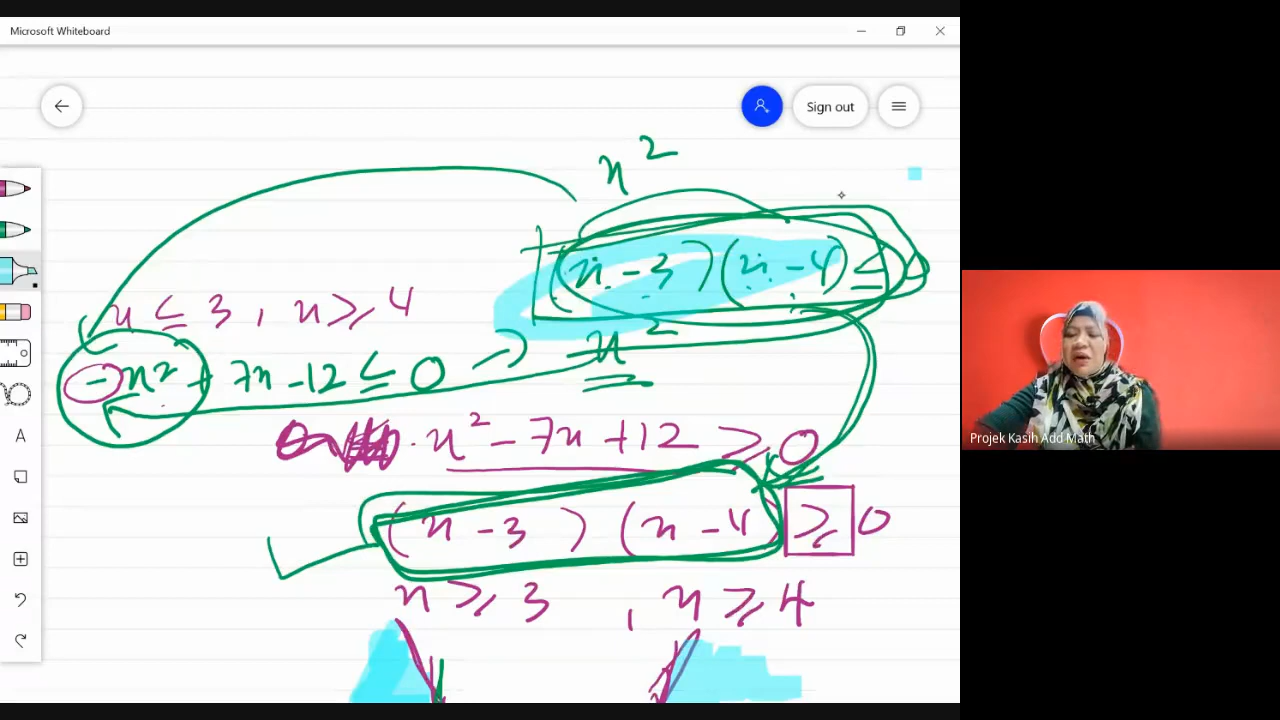 Microsoft Whiteboard
Sign out
x²
(x - 3)(x - 4) ≤ 0
x ≤ 3, x ≥ 4
-x² + 7x - 12 ≤ 0 → -x²
x² - 7x + 12 ≥ 0
(x - 3) (x - 4) ≥ 0
x ≥ 3 , x ≥ 4
A
Projek Kasih Add Math